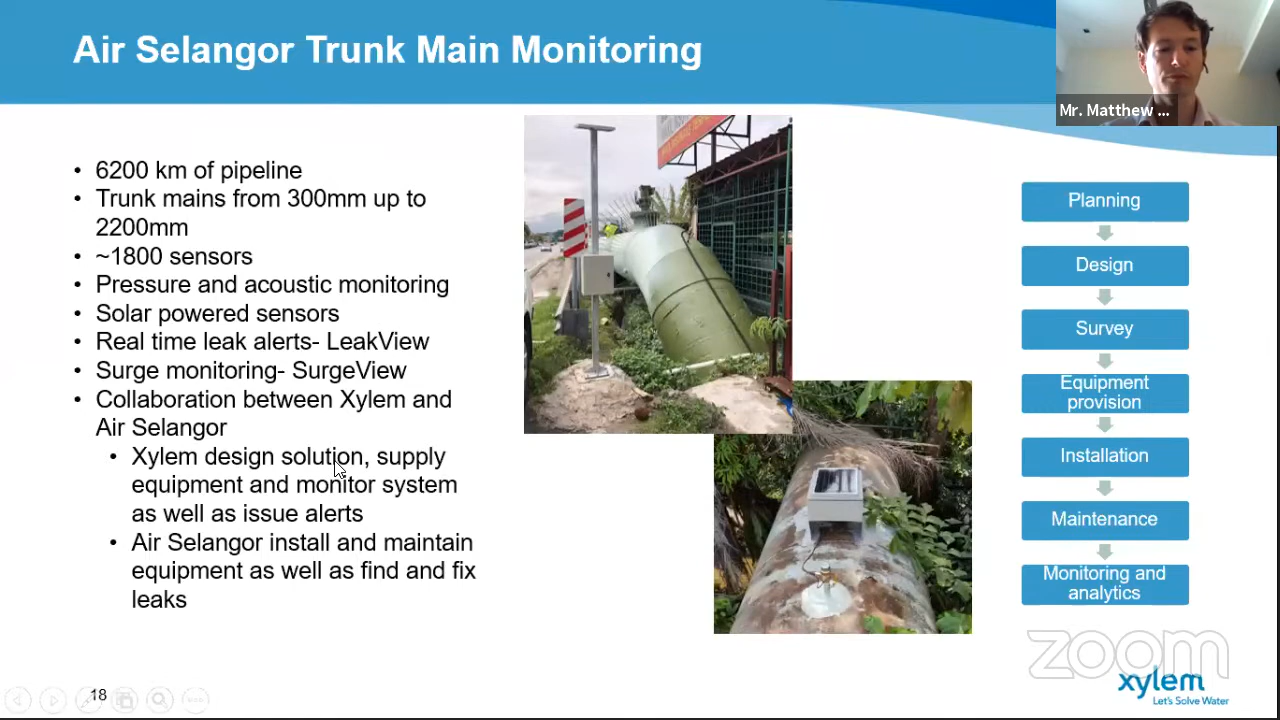 Air Selangor Trunk Main Monitoring
Mr. Matthew ...
• 6200 km of pipeline
• Trunk mains from 300mm up to
2200mm
• ~1800 sensors
• Pressure and acoustic monitoring
• Solar powered sensors
• Real time leak alerts- LeakView
• Surge monitoring- SurgeView
• Collaboration between Xylem and
Air Selangor
• Xylem design solution, supply
equipment and monitor system
as well as issue alerts
• Air Selangor install and maintain
equipment as well as find and fix
leaks
Planning
Design
Survey
Equipment
provision
Installation
Maintenance
Monitoring and
analytics
zoom
xylem
Let's Solve Water
18